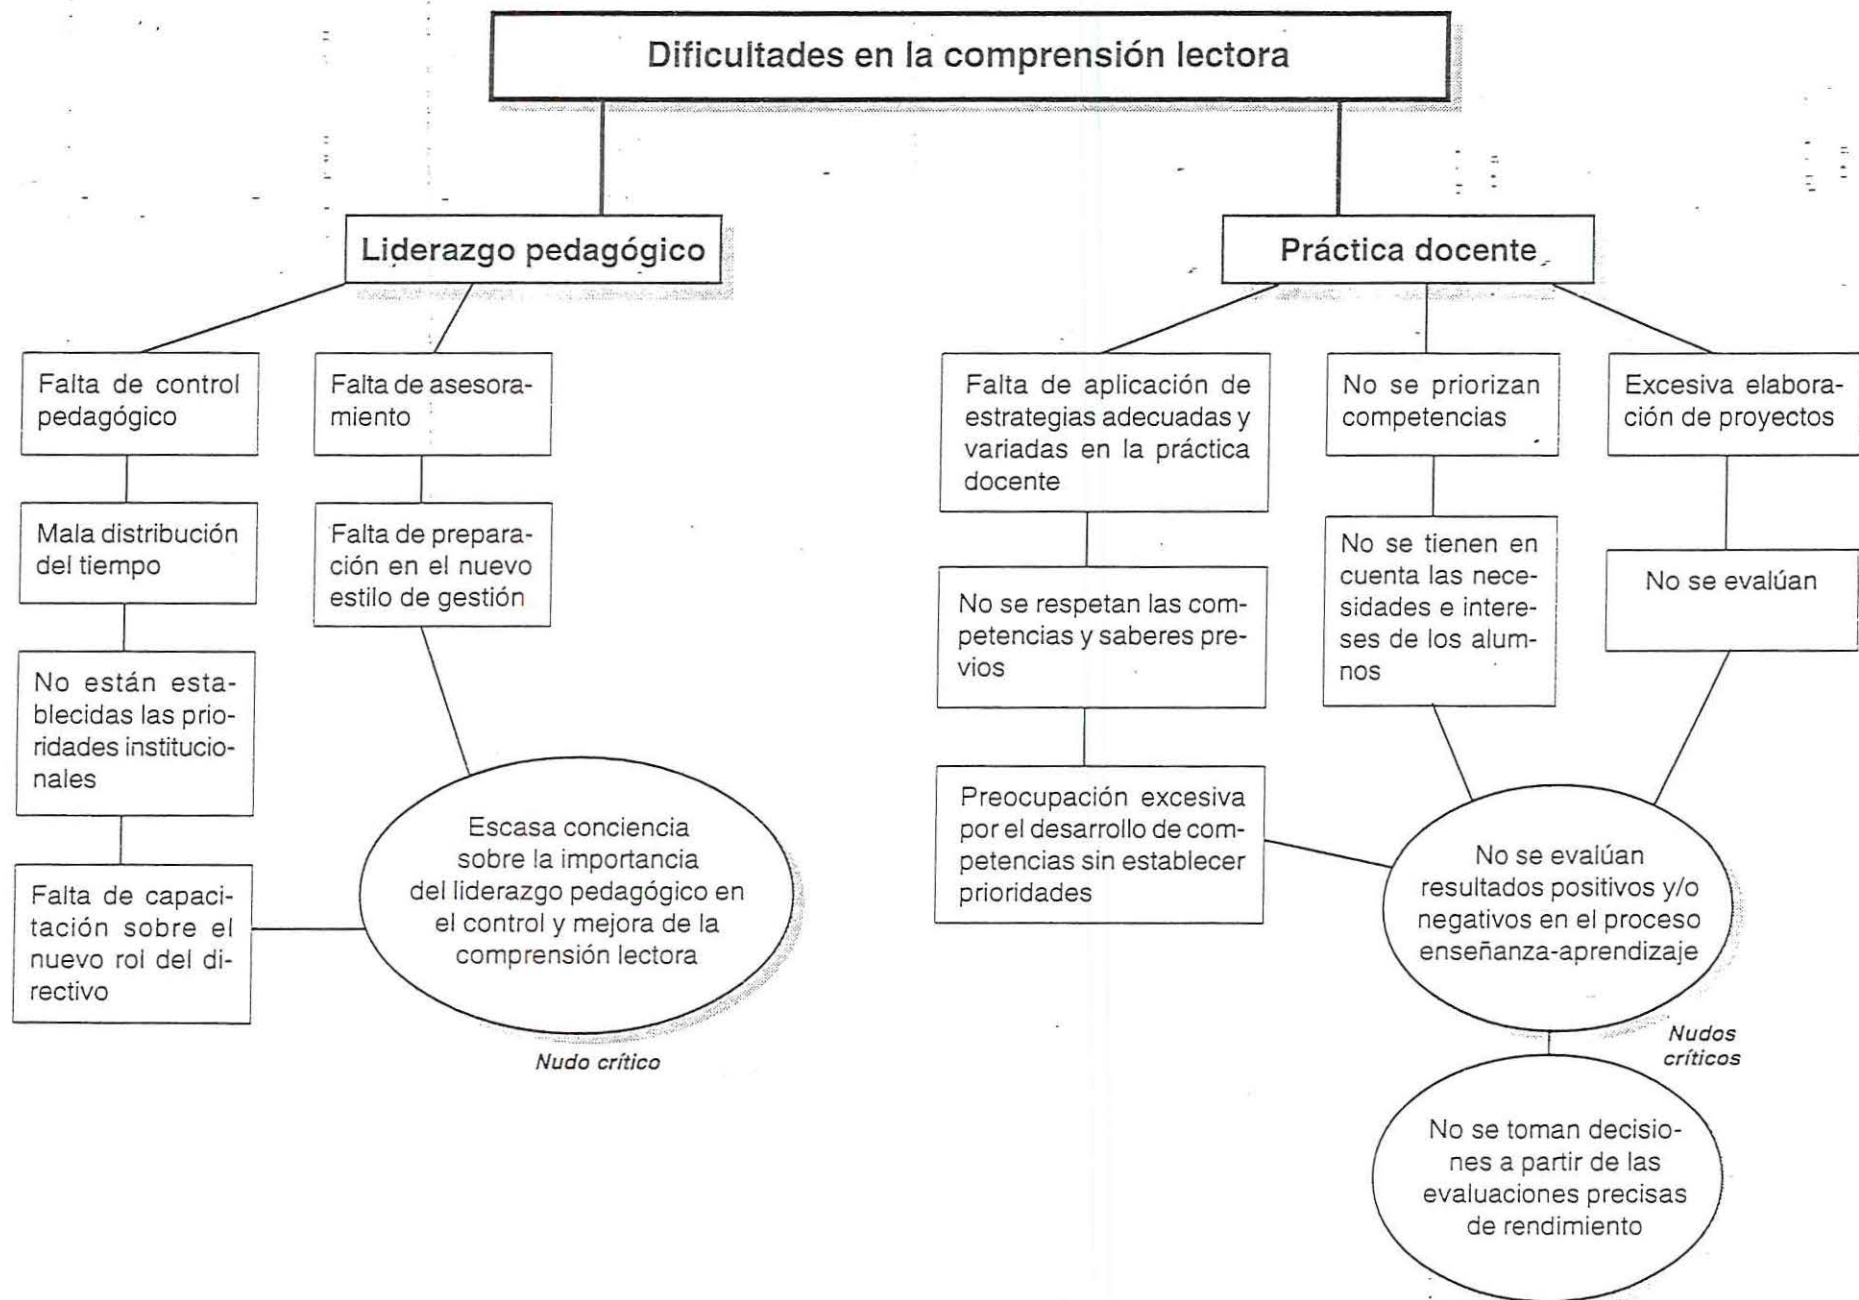 Dificultades en la comprensión lectora
Liderazgo pedagógico
Falta de control
pedagógico
Mala distribución
del tiempo
No están esta-
blecidas las prio-
ridades institucio-
nales
Falta de capaci-
tación sobre el
nuevo rol del di-
rectivo
Falta de asesora-
miento
Falta de prepara-
ción en el nuevo
estilo de gestión
Escasa conciencia
sobre la importancia
del liderazgo pedagógico en
el control y mejora de la
comprensión lectora
Nudo crítico
Práctica docente
Falta de aplicación de
estrategias adecuadas y
variadas en la práctica
docente
No se respetan las com-
petencias y saberes pre-
vios
Preocupación excesiva
por el desarrollo de com-
petencias sin establecer
prioridades
No se priorizan
competencias
No se tienen en
cuenta las nece-
sidades e intere-
ses de los alum-
nos
Excesiva elabora-
ción de proyectos
No se evalúan
No se evalúan
resultados positivos y/o
negativos en el proceso
enseñanza-aprendizaje
Nudos
críticos
No se toman decisio-
nes a partir de las
evaluaciones precisas
de rendimiento